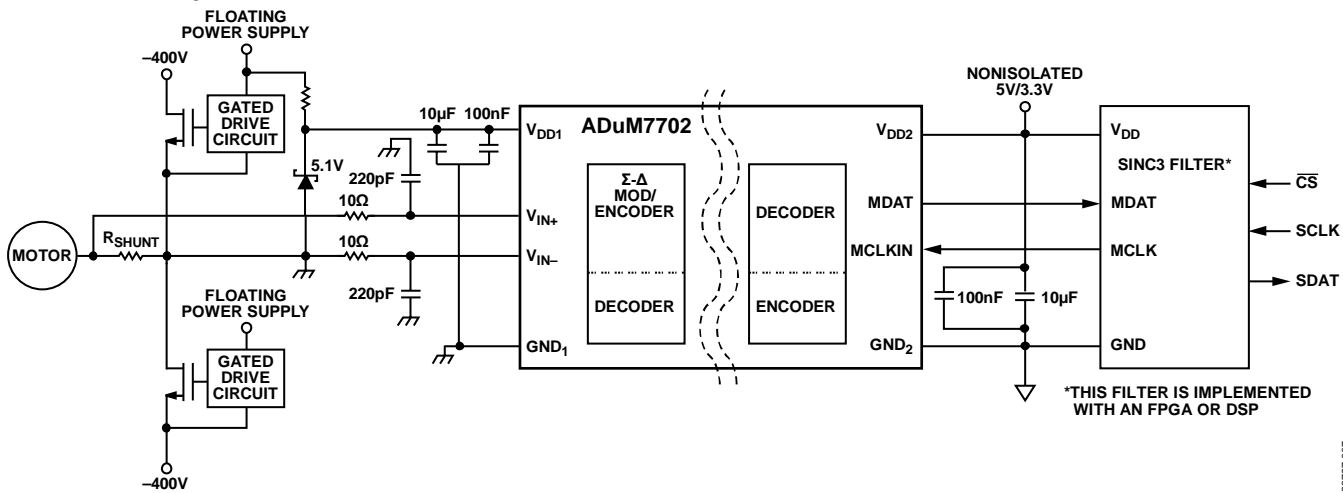 FLOATING
POWER SUPPLY
–400V
GATED
DRIVE
CIRCUIT
5.1V
10µF
100nF
220pF
10Ω
10Ω
220pF
MOTOR
RSHUNT
FLOATING
POWER SUPPLY
GATED
DRIVE
CIRCUIT
–400V
ADuM7702
VDD1
VIN+
VIN–
GND1
Σ-Δ
MOD/
ENCODER
DECODER
DECODER
ENCODER
VDD2
MDAT
MCLKIN
GND2
NONISOLATED
5V/3.3V
100nF
10µF
VDD
SINC3 FILTER*
MDAT
MCLK
GND
CS
SCLK
SDAT
*THIS FILTER IS IMPLEMENTED
WITH AN FPGA OR DSP